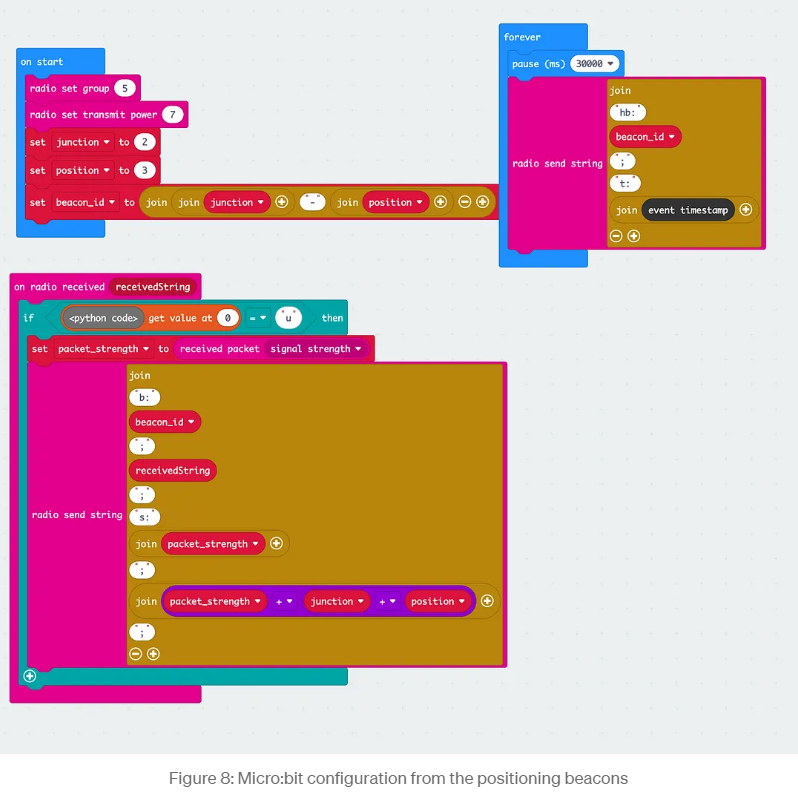 on start
radio set group 5
radio set transmit power 7
set junction to 2
set position to 3
set beacon_id to join join junction "-" join position
forever
pause (ms) 30000
radio send string
join
"hb:"
beacon_id
";"
"t:"
join event timestamp
on radio received receivedString
if <python code> get value at 0 = "u" then
set packet_strength to received packet signal strength
radio send string
join
"b:"
beacon_id
";"
receivedString
";"
"s:"
join packet_strength
";"
join packet_strength + junction + position
";"
Figure 8: Micro:bit configuration from the positioning beacons